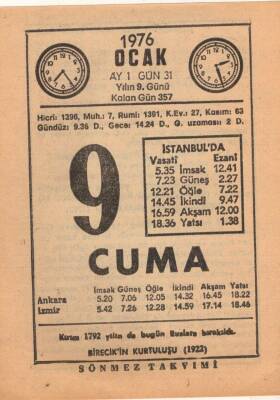 1976
OCAK
AY 1 GÜN 31
Yılın 9. Günü
Kalan Gün 357
Hicri: 1396, Muh.: 7, Rumi: 1391, K.Ev.: 27, Kasım: 63
Gündüz: 9.36 D., Gece: 14.24 D., G. uzaması: 2 D.
9
İSTANBUL'DA
Vasatî Ezanî
5.35 İmsak 12.41
7.23 Güneş 2.27
12.21 Öğle 7.22
14.45 İkindi 9.47
16.59 Akşam 12.00
18.36 Yatsı 1.38
CUMA
İmsak Güneş Öğle İkindi Akşam Yatsı
Ankara 5.20 7.06 12.05 14.32 16.45 18.22
İzmir 5.42 7.26 12.28 14.59 17.14 18.46
Kırım 1792 yılın da bugün Ruslara bırakıldı.
BİRECİK'İN KURTULUŞU (1922)
SÖNMEZ TAKVİMİ